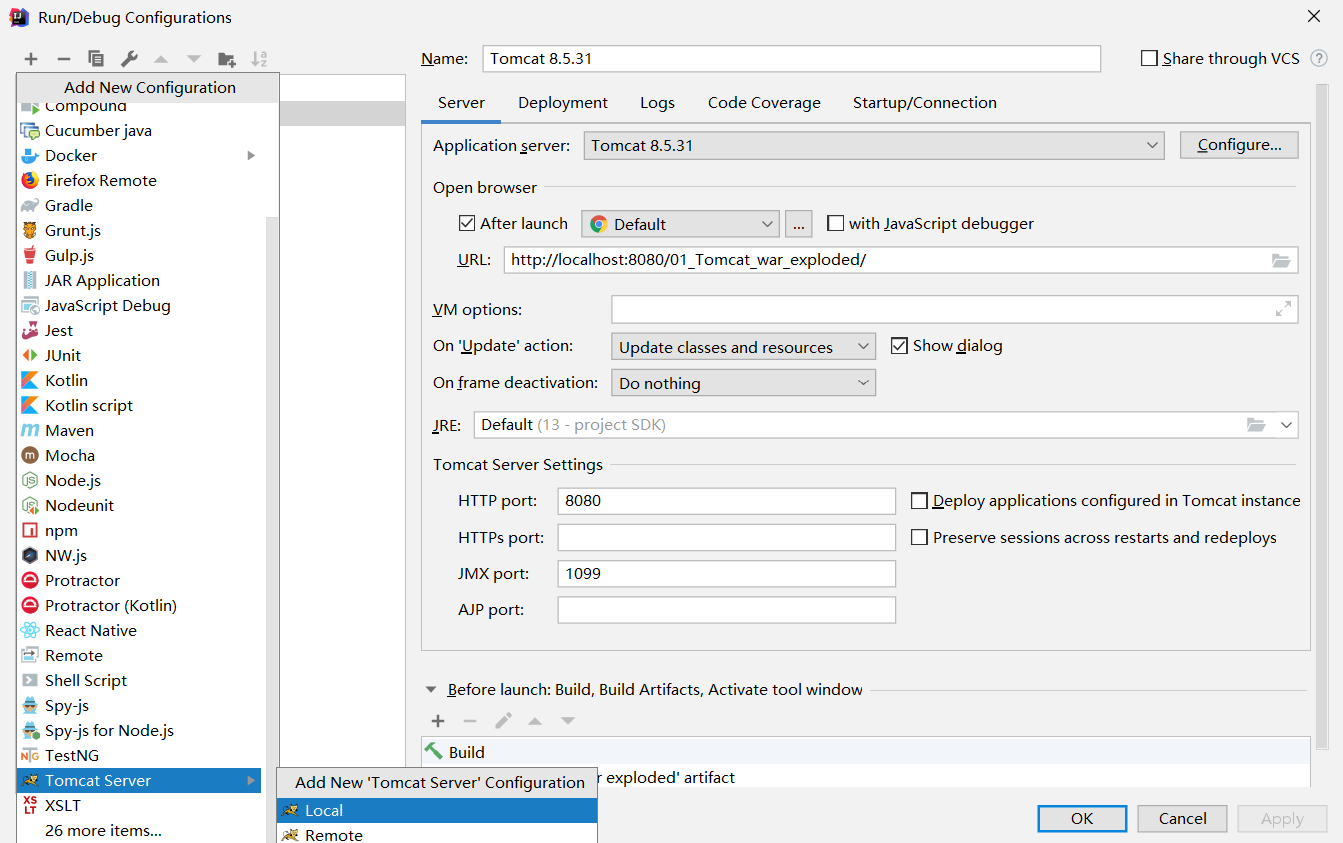 Run/Debug Configurations
Add New Configuration
Compound
Cucumber java
Docker
Firefox Remote
Gradle
Grunt.js
Gulp.js
JAR Application
JavaScript Debug
Jest
JUnit
Kotlin
Kotlin script
Maven
Mocha
Node.js
Nodeunit
npm
NW.js
Protractor
Protractor (Kotlin)
React Native
Remote
Shell Script
Spy-js
Spy-js for Node.js
TestNG
Tomcat Server
XSLT
26 more items...
Add New 'Tomcat Server' Configuration
Local
Remote
Name: Tomcat 8.5.31 Share through VCS ?
Server Deployment Logs Code Coverage Startup/Connection
Application server: Tomcat 8.5.31 Configure...
Open browser
After launch Default ... with JavaScript debugger
URL: http://localhost:8080/01_Tomcat_war_exploded/
VM options:
On 'Update' action: Update classes and resources Show dialog
On frame deactivation: Do nothing
JRE: Default (13 - project SDK)
Tomcat Server Settings
HTTP port: 8080 Deploy applications configured in Tomcat instance
HTTPs port: Preserve sessions across restarts and redeploys
JMX port: 1099
AJP port:
Before launch: Build, Build Artifacts, Activate tool window
Build
r exploded' artifact
OK Cancel Apply